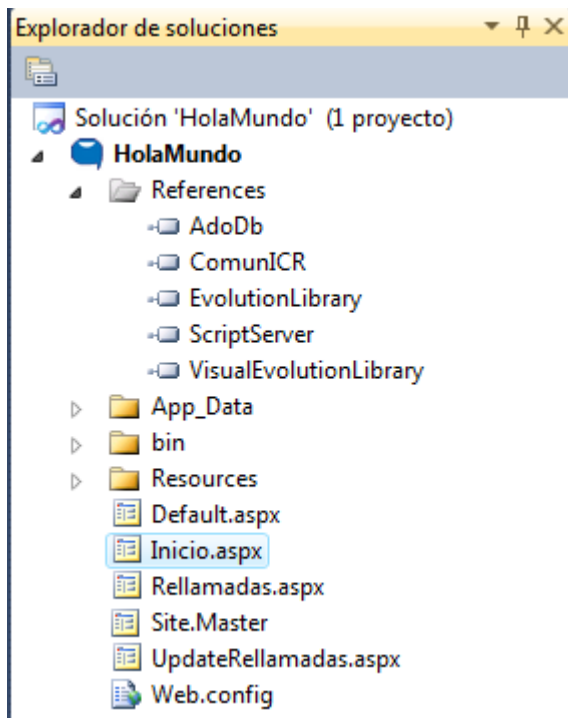 Explorador de soluciones
Solución 'HolaMundo' (1 proyecto)
HolaMundo
References
AdoDb
ComunICR
EvolutionLibrary
ScriptServer
VisualEvolutionLibrary
App_Data
bin
Resources
Default.aspx
Inicio.aspx
Rellamadas.aspx
Site.Master
UpdateRellamadas.aspx
Web.config